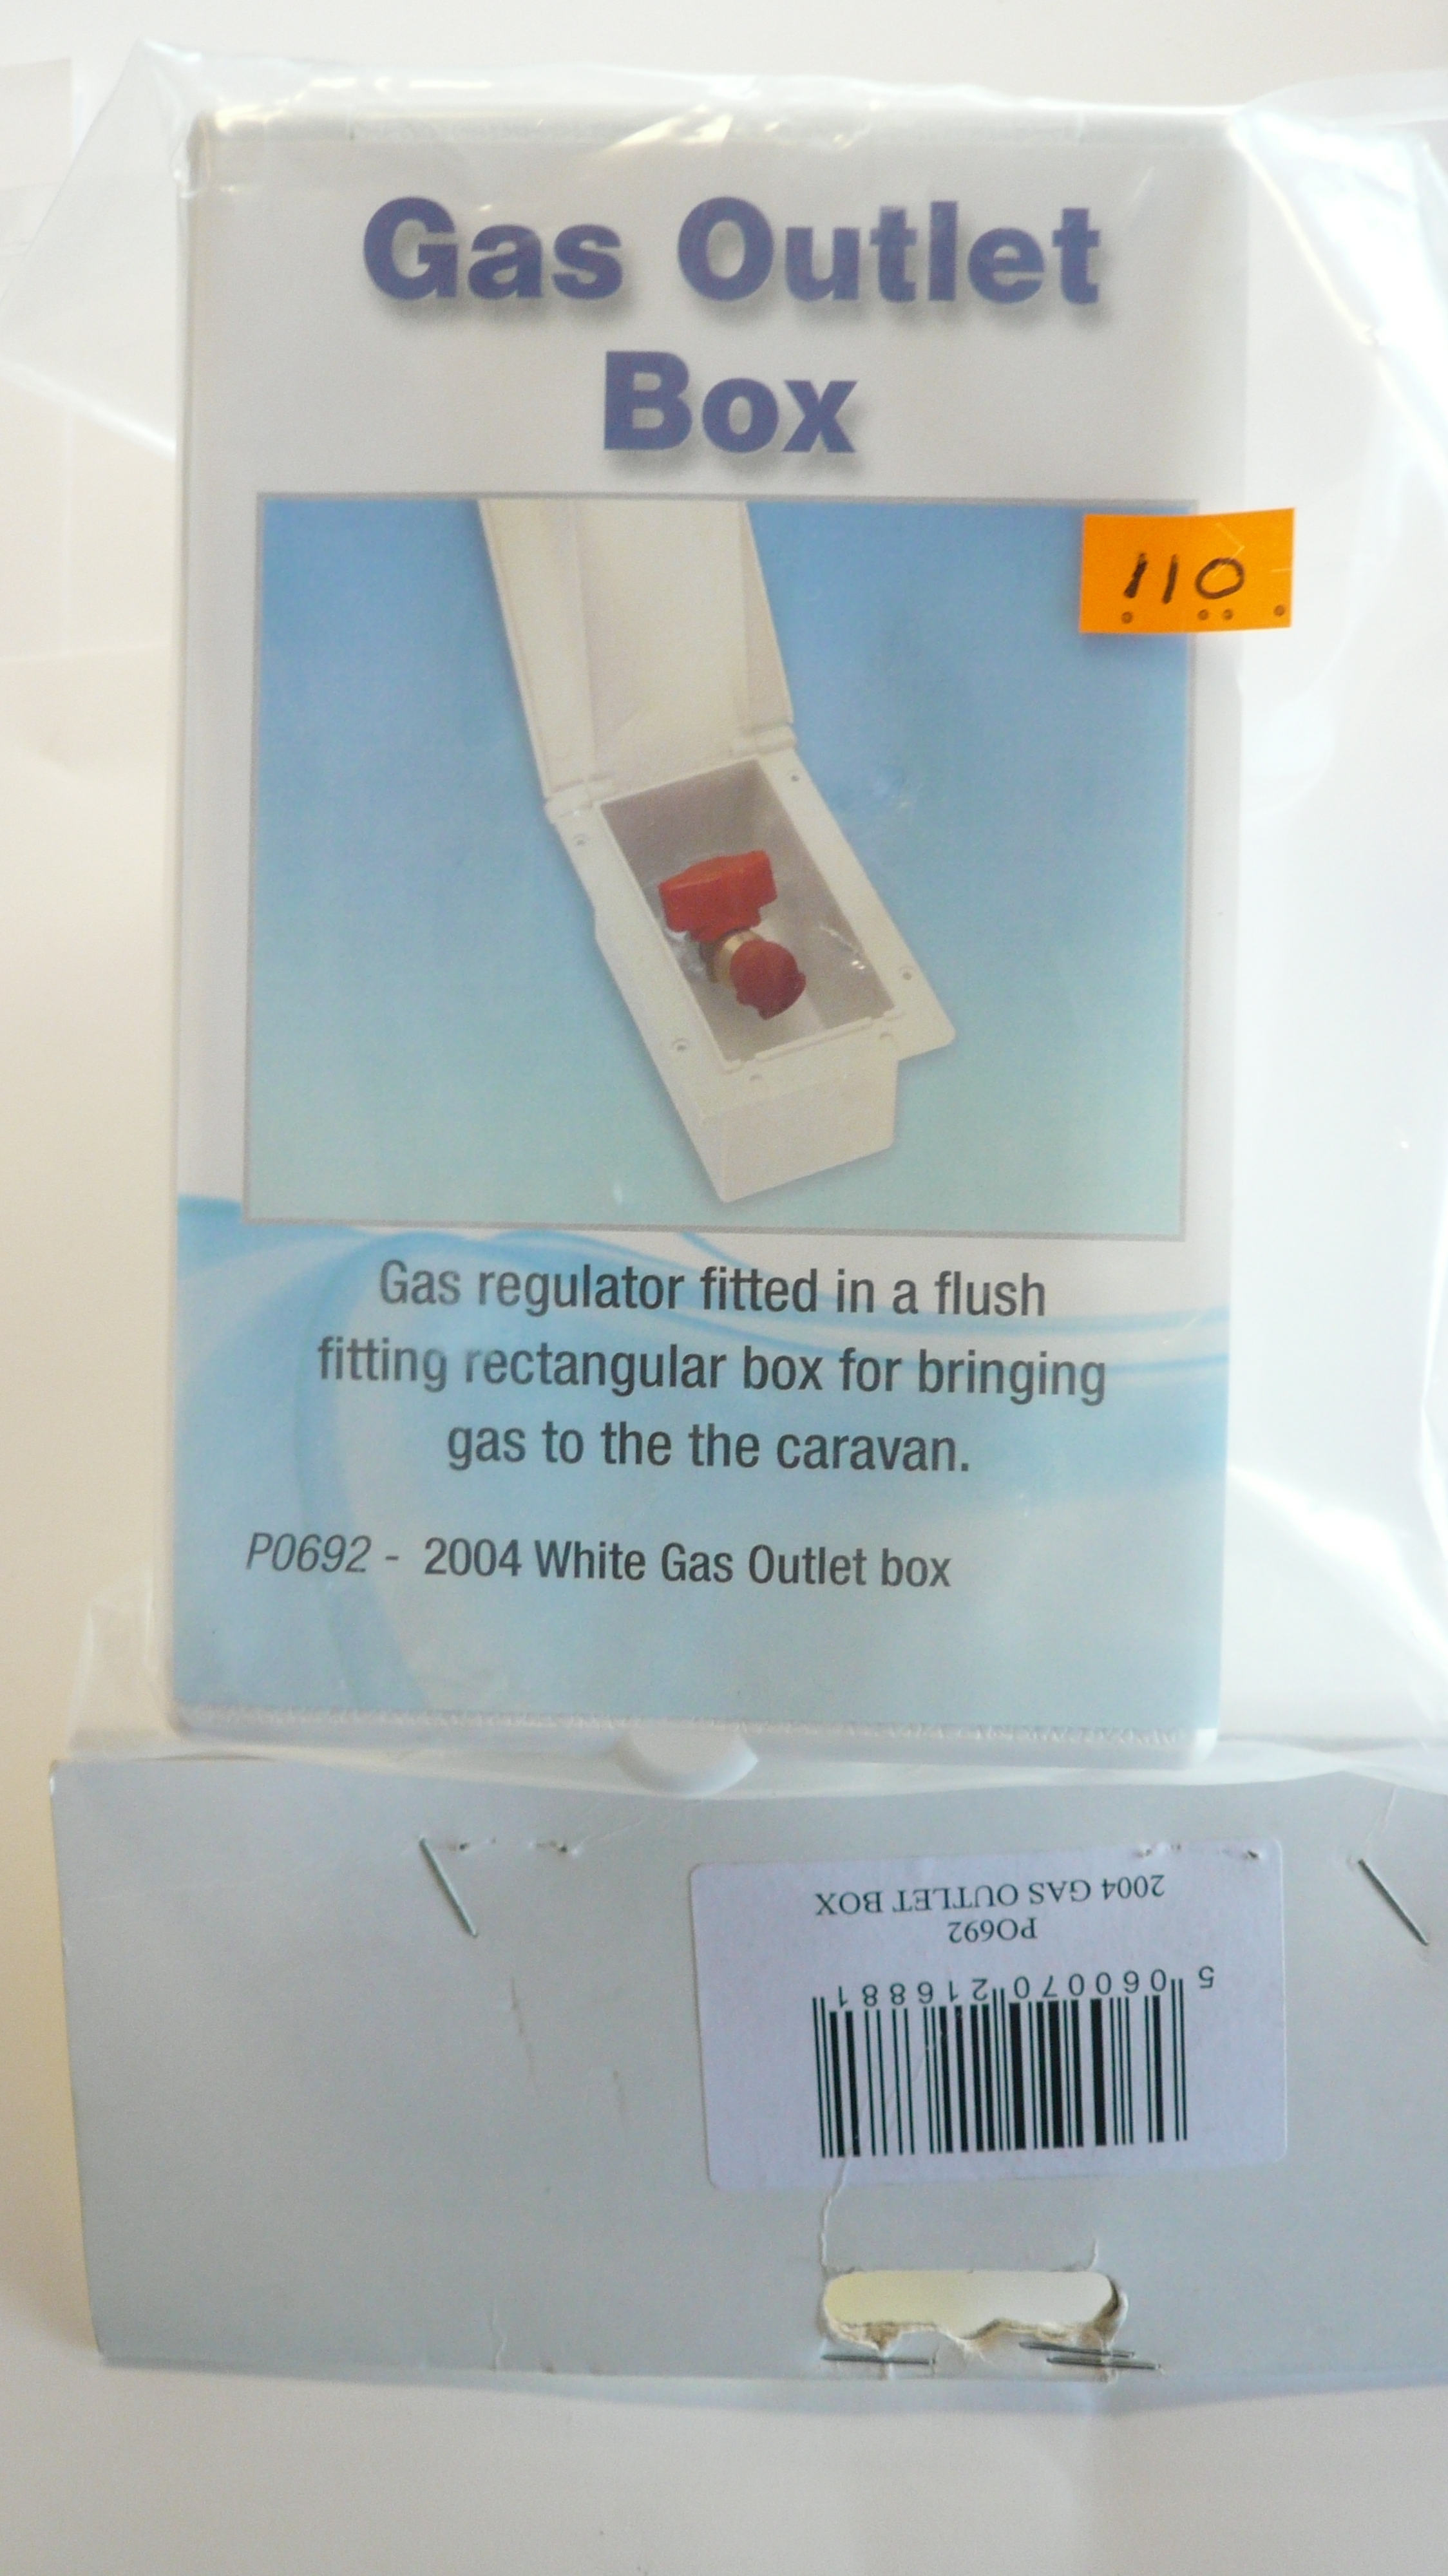 Gas Outlet
Box
110
Gas regulator fitted in a flush
fitting rectangular box for bringing
gas to the the caravan.
P0692 - 2004 White Gas Outlet box
2004 GAS OUTLET BOX
PO692
5 060070 216881